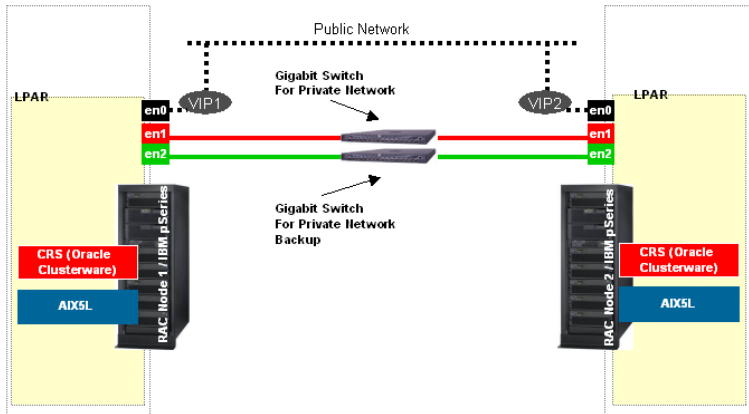 Public Network
Gigabit Switch
For Private Network
LPAR
LPAR
VIP1
VIP2
en0
en0
en1
en1
en2
en2
Gigabit Switch
For Private Network
Backup
RAC Node 1 / IBM pSeries
CRS (Oracle
Clusterware)
AIX5L
RAC Node 2 / IBM pSeries
CRS (Oracle
Clusterware)
AIX5L